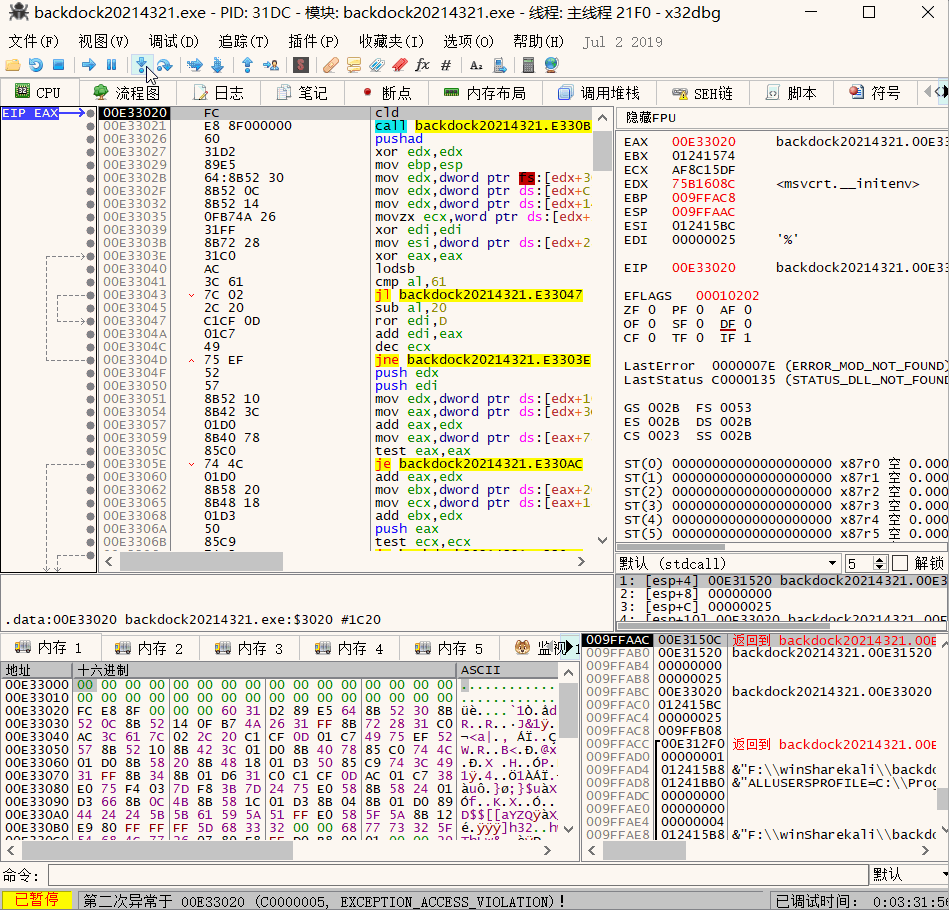 backdock20214321.exe - PID: 31DC - 模块: backdock20214321.exe - 线程: 主线程 21F0 - x32dbg
文件(F) 视图(V) 调试(D) 追踪(T) 插件(P) 收藏夹(I) 选项(O) 帮助(H) Jul 2 2019
CPU 流程图 日志 笔记 断点 内存布局 调用堆栈 SEH链 脚本 符号
EIP EAX
00E33020 FC cld
00E33021 E8 8F000000 call backdock20214321.E330B
00E33026 60 pushad
00E33027 31D2 xor edx,edx
00E33029 89E5 mov ebp,esp
00E3302B 64:8B52 30 mov edx,dword ptr fs:[edx+3
00E3302F 8B52 0C mov edx,dword ptr ds:[edx+C
00E33032 8B52 14 mov edx,dword ptr ds:[edx+1
00E33035 0FB74A 26 movzx ecx,word ptr ds:[edx+
00E33039 31FF xor edi,edi
00E3303B 8B72 28 mov esi,dword ptr ds:[edx+2
00E3303E 31C0 xor eax,eax
00E33040 AC lodsb
00E33041 3C 61 cmp al,61
00E33043 7C 02 jl backdock20214321.E33047
00E33045 2C 20 sub al,20
00E33047 C1CF 0D ror edi,D
00E3304A 01C7 add edi,eax
00E3304C 49 dec ecx
00E3304D 75 EF jne backdock20214321.E3303E
00E3304F 52 push edx
00E33050 57 push edi
00E33051 8B52 10 mov edx,dword ptr ds:[edx+1
00E33054 8B42 3C mov eax,dword ptr ds:[edx+3
00E33057 01D0 add eax,edx
00E33059 8B40 78 mov eax,dword ptr ds:[eax+7
00E3305C 85C0 test eax,eax
00E3305E 74 4C je backdock20214321.E330AC
00E33060 01D0 add eax,edx
00E33062 8B58 20 mov ebx,dword ptr ds:[eax+2
00E33065 8B48 18 mov ecx,dword ptr ds:[eax+1
00E33068 01D3 add ebx,edx
00E3306A 50 push eax
00E3306B 85C9 test ecx,ecx
隐藏FPU
EAX 00E33020 backdock20214321.00E33
EBX 01241574
ECX AF8C15DF
EDX 75B1608C <msvcrt.__initenv>
EBP 009FFAC8
ESP 009FFAAC
ESI 012415BC
EDI 00000025 '%'
EIP 00E33020 backdock20214321.00E33
EFLAGS 00010202
ZF 0 PF 0 AF 0
OF 0 SF 0 DF 0
CF 0 TF 0 IF 1
LastError 0000007E (ERROR_MOD_NOT_FOUND)
LastStatus C0000135 (STATUS_DLL_NOT_FOUN
GS 002B FS 0053
ES 002B DS 002B
CS 0023 SS 002B
ST(0) 00000000000000000000 x87r0 空 0.000
ST(1) 00000000000000000000 x87r1 空 0.000
ST(2) 00000000000000000000 x87r2 空 0.000
ST(3) 00000000000000000000 x87r3 空 0.000
ST(4) 00000000000000000000 x87r4 空 0.000
ST(5) 00000000000000000000 x87r5 空 0.000
默认 (stdcall) 5 解锁
1: [esp+4] 00E31520 backdock20214321.00E3
2: [esp+8] 00000000
3: [esp+C] 00000025
4: [esp+10] 00E33020 backdock20214321.00E
.data:00E33020 backdock20214321.exe:$3020 #1C20
内存 1 内存 2 内存 3 内存 4 内存 5 监视 1
地址 十六进制 ASCII
00E33000 00 00 00 00 00 00 00 00 00 00 00 00 00 00 00 00
00E33010 00 00 00 00 00 00 00 00 00 00 00 00 00 00 00 00
00E33020 FC E8 8F 00 00 00 60 31 D2 89 E5 64 8B 52 30 8B
00E33030 52 0C 8B 52 14 0F B7 4A 26 31 FF 8B 72 28 31 C0
00E33040 AC 3C 61 7C 02 2C 20 C1 CF 0D 01 C7 49 75 EF 52
00E33050 57 8B 52 10 8B 42 3C 01 D0 8B 40 78 85 C0 74 4C
00E33060 01 D0 8B 58 20 8B 48 18 01 D3 50 85 C9 74 3C 49
00E33070 31 FF 8B 34 8B 01 D6 31 C0 C1 CF 0D AC 01 C7 38
00E33080 E0 75 F4 03 7D F8 3B 7D 24 75 E0 58 8B 58 24 01
00E33090 D3 66 8B 0C 4B 8B 58 1C 01 D3 8B 04 8B 01 D0 89
00E330A0 44 24 24 5B 5B 61 59 5A 51 FF E0 58 5F 5A 8B 12
00E330B0 E9 80 FF FF FF 5D 68 33 32 00 00 68 77 73 32 5F
009FFAAC 00E3150C 返回到 backdock20214321.00E
009FFAB0 00E31520 backdock20214321.00E31520
009FFAB4 00000000
009FFAB8 00000025
009FFABC 00E33020 backdock20214321.00E33020
009FFAC0 012415BC
009FFAC4 00000025
009FFAC8 009FFB08
009FFACC 00E312F0 返回到 backdock20214321.00E
009FFAD0 00000001
009FFAD4 012415B8 &"F:\\winSharekali\\backdo
009FFAD8 01241BB0 &"ALLUSERSPROFILE=C:\\Prog
009FFADC 00000000
009FFAE0 00000000
009FFAE4 00000004
009FFAE8 012415B8 &"F:\\winSharekali\\backdo
命令: 默认
已暂停 第二次异常于 00E33020 (C0000005, EXCEPTION_ACCESS_VIOLATION)! 已调试时间: 0:03:31:5